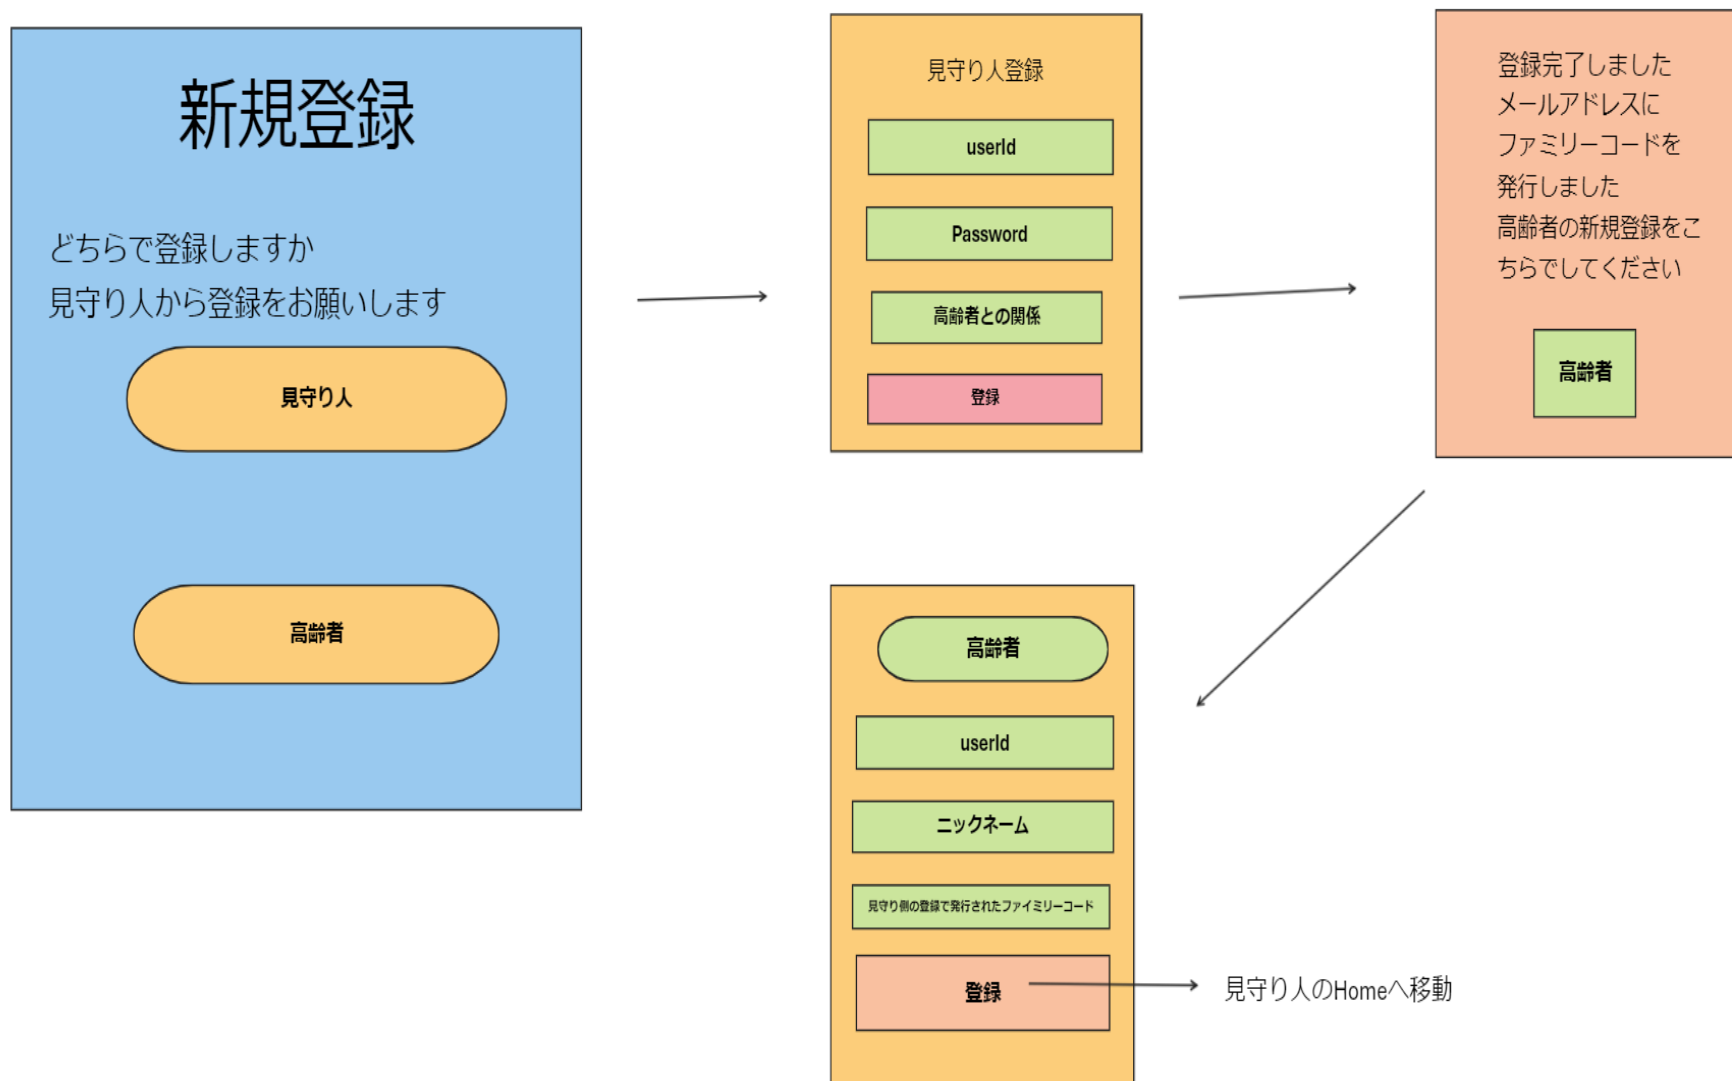 新規登録
どちらで登録しますか
見守り人から登録をお願いします
見守り人
高齢者
見守り人登録
userId
Password
高齢者との関係
登録
登録完了しました
メールアドレスに
ファミリーコードを
発行しました
高齢者の新規登録をこ
ちらでしてください
高齢者
高齢者
userId
ニックネーム
見守り側の登録で発行されたファイミリーコード
登録
見守り人のHomeへ移動